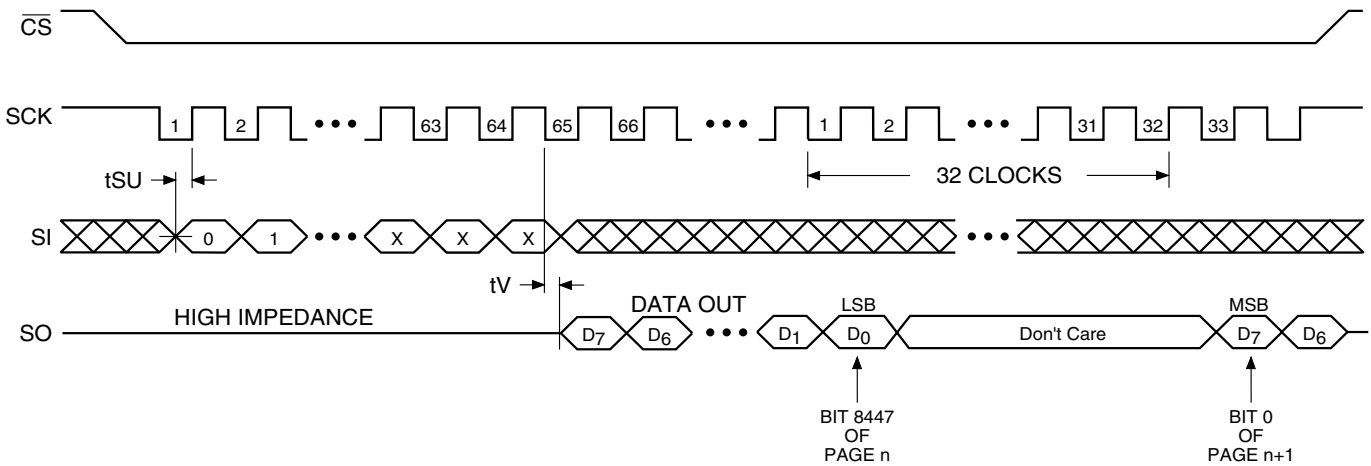 CS
SCK 1 2 ••• 63 64 65 66 ••• 1 2 ••• 31 32 33
tSU
32 CLOCKS
SI 0 1 ••• X X X •••
tV
HIGH IMPEDANCE
DATA OUT
LSB
MSB
SO D7 D6 ••• D1 D0 Don't Care D7 D6
BIT 8447
OF
PAGE n
BIT 0
OF
PAGE n+1